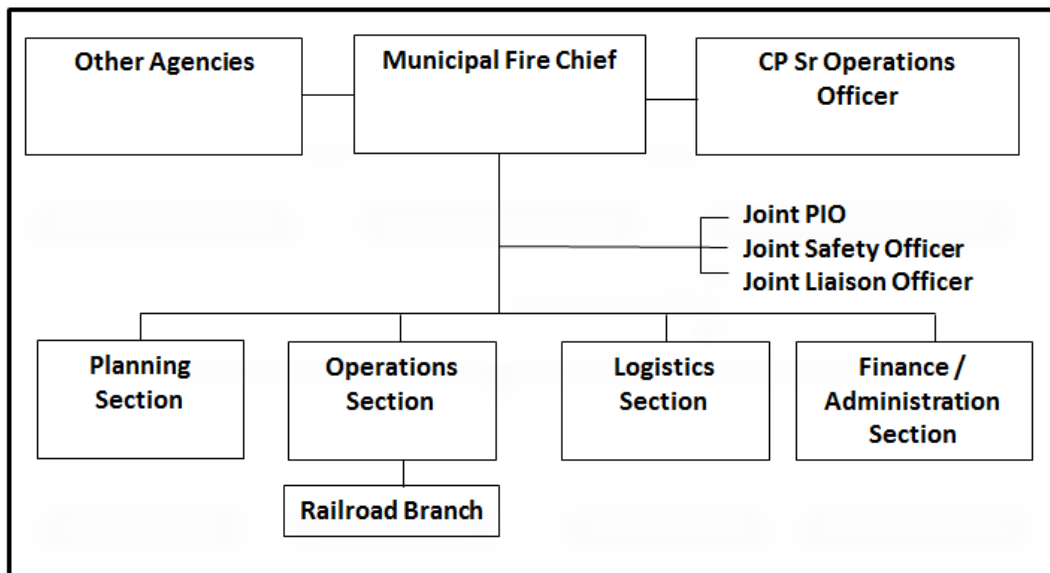 Other Agencies
Municipal Fire Chief
CP Sr Operations
Officer
Joint PIO
Joint Safety Officer
Joint Liaison Officer
Planning
Section
Operations
Section
Logistics
Section
Finance /
Administration
Section
Railroad Branch